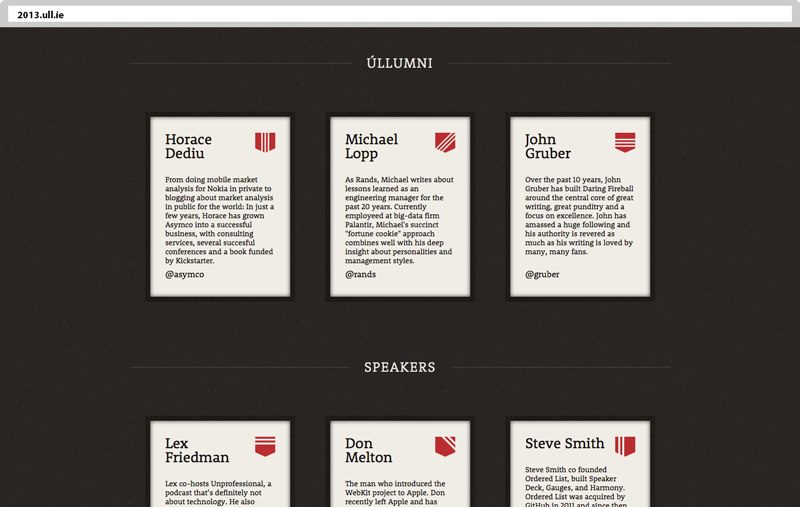 2013.ull.ie
ÚLLUMNI
Horace
Dediu
From doing mobile market
analysis for Nokia in private to
blogging about market analysis
in public for the world: In just a
few years, Horace has grown
Asymco into a successful
business, with consulting
services, several succesful
conferences and a book funded
by Kickstarter.
@asymco
Michael
Lopp
As Rands, Michael writes about
lessons learned as an
engineering manager for the
past 20 years. Currently
employeed at big-data firm
Palantir, Michael's succinct
"fortune cookie" approach
combines well with his deep
insight about personalities and
management styles.
@rands
John
Gruber
Over the past 10 years, John
Gruber has built Daring Fireball
around the central core of great
writing, great punditry and a
focus on excellence. John has
amassed a huge following and
his authority is revered as
much as his writing is loved by
many, many fans.
@gruber
SPEAKERS
Lex
Friedman
Lex co-hosts Unprofessional, a
podcast that's definitely not
about technology. He also
Don
Melton
The man who introduced the
WebKit project to Apple. Don
recently left Apple and has
Steve Smith
Steve Smith co founded
Ordered List, built Speaker
Deck, Gauges, and Harmony.
Ordered List was acquired by
GitHub in 2011 and since then